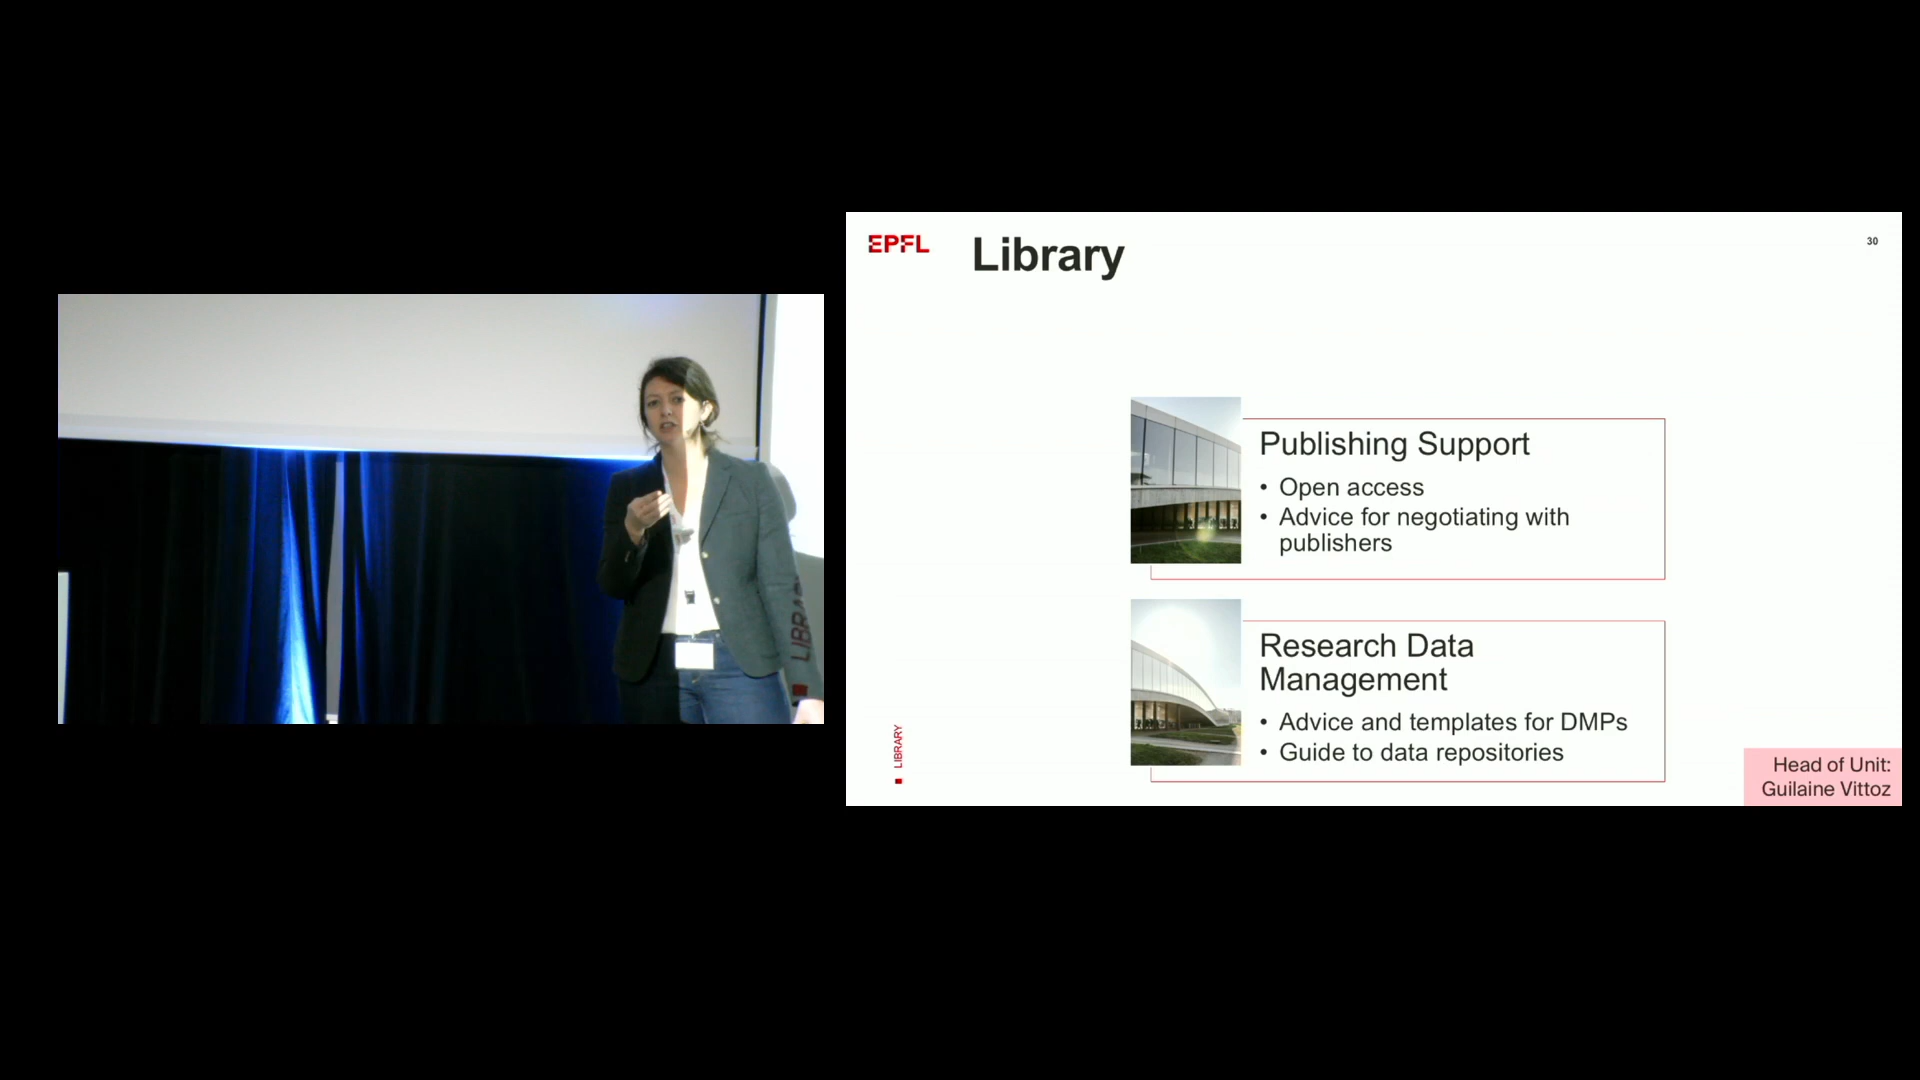 EPFL
Library
30
Publishing Support
• Open access
• Advice for negotiating with
publishers
Research Data
Management
• Advice and templates for DMPs
• Guide to data repositories
LIBRARY
Head of Unit:
Guilaine Vittoz